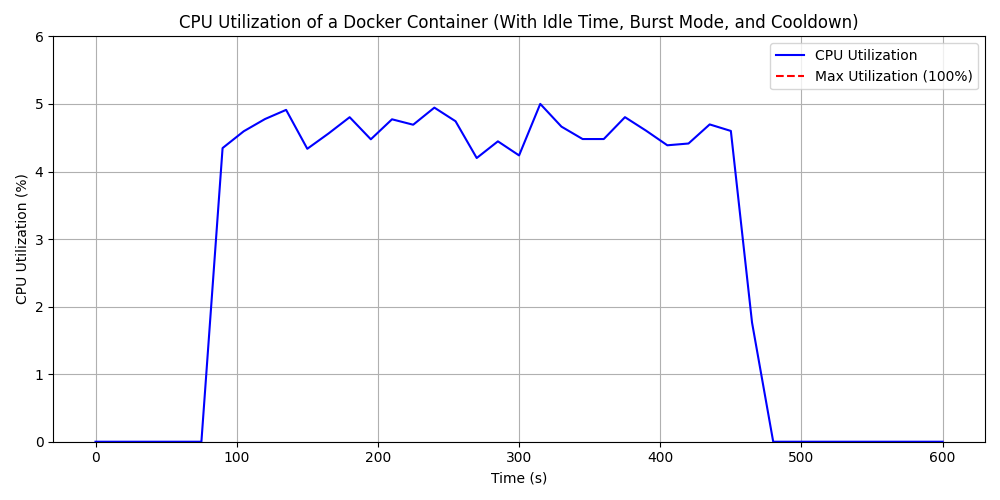 CPU Utilization of a Docker Container (With Idle Time, Burst Mode, and Cooldown)
CPU Utilization
Max Utilization (100%)
CPU Utilization (%)
6
5
4
3
2
1
0
0 100 200 300 400 500 600
Time (s)